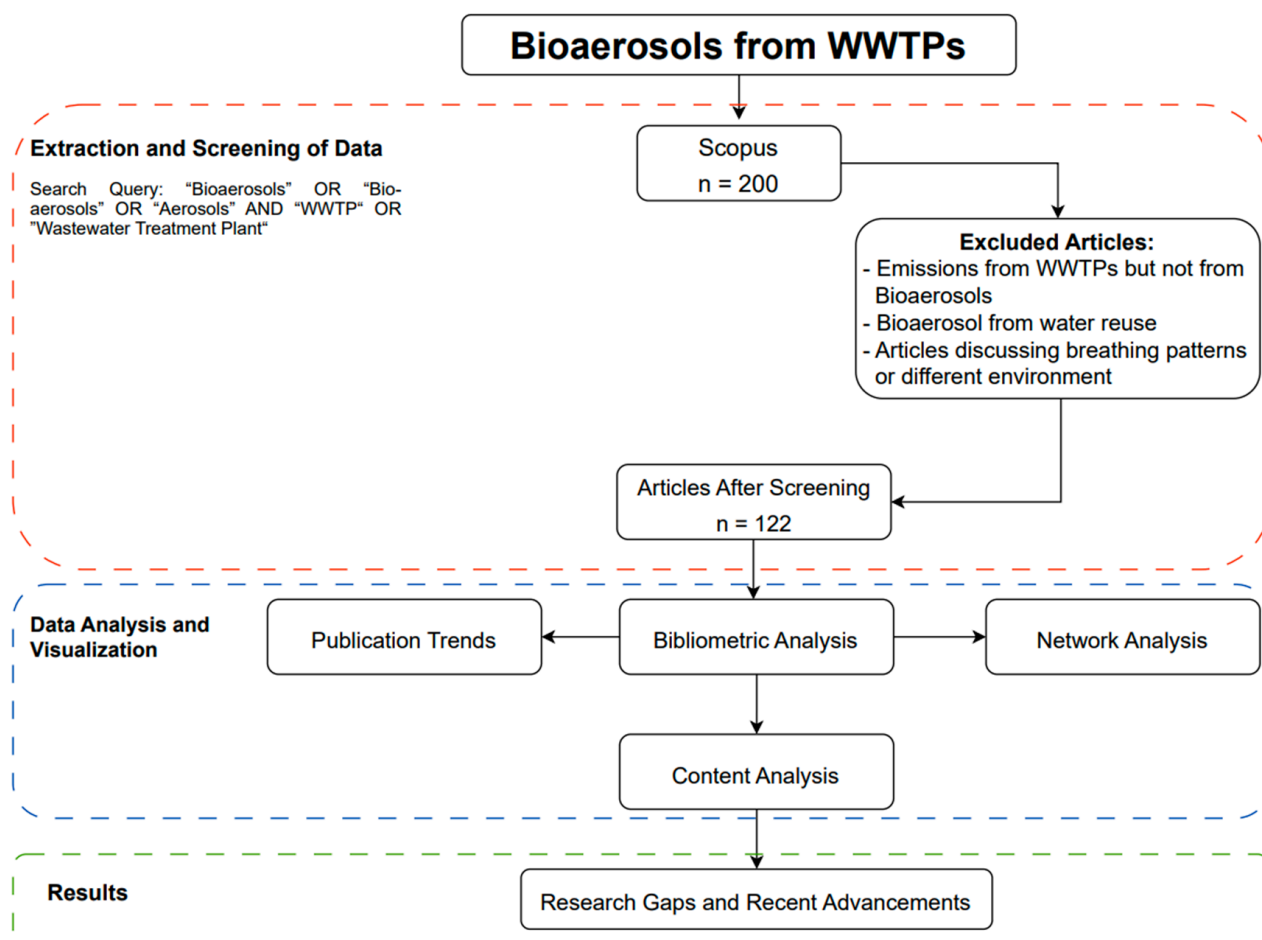 Bioaerosols from WWTPs
Extraction and Screening of Data
Search Query: “Bioaerosols” OR “Bio-
aerosols” OR “Aerosols” AND “WWTP“ OR
”Wastewater Treatment Plant“
Scopus
n = 200
Excluded Articles:
- Emissions from WWTPs but not from
Bioaerosols
- Bioaerosol from water reuse
- Articles discussing breathing patterns
or different environment
Articles After Screening
n = 122
Data Analysis and
Visualization
Publication Trends
Bibliometric Analysis
Network Analysis
Content Analysis
Results
Research Gaps and Recent Advancements